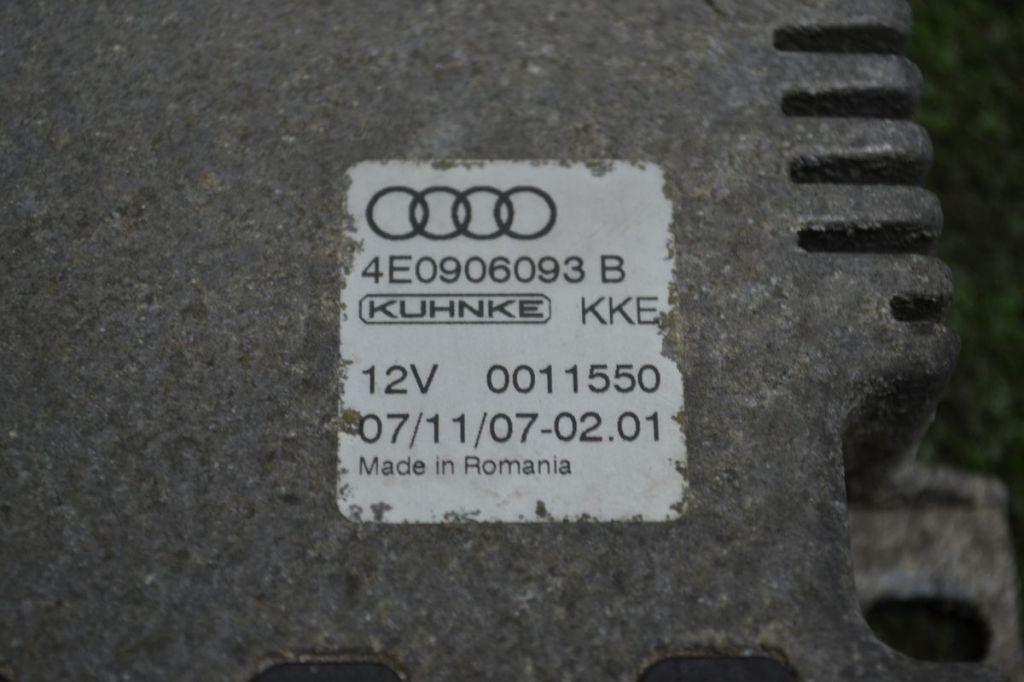 4E0906093 B
KUHNKE KKE
12V 0011550
07/11/07-02.01
Made in Romania